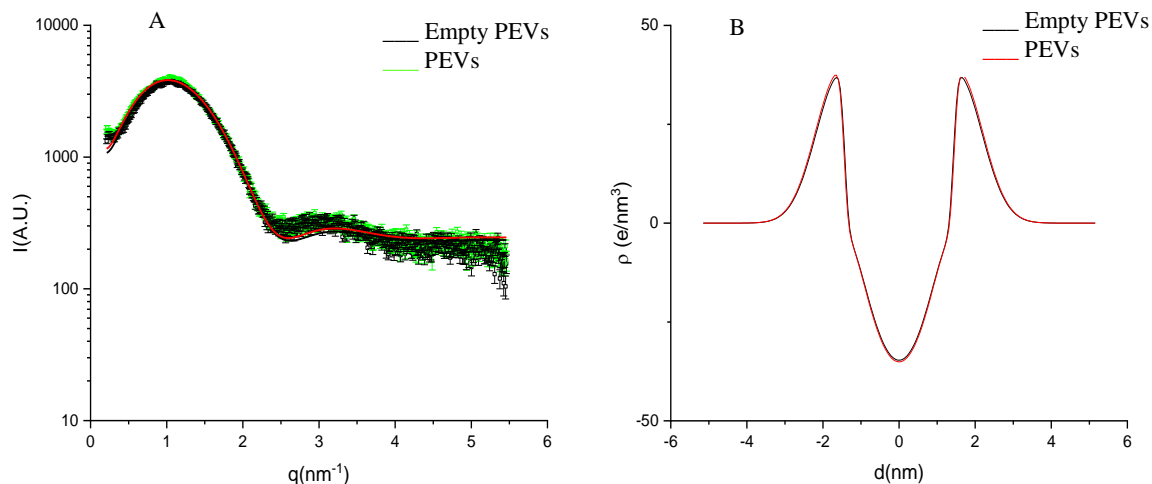 A
Empty PEVs
PEVs
10000
1000
100
10
I(A.U.)
0 1 2 3 4 5 6
q(nm⁻¹)
B
Empty PEVs
PEVs
50
0
-50
ρ (e/nm³)
-6 -4 -2 0 2 4 6
d(nm)